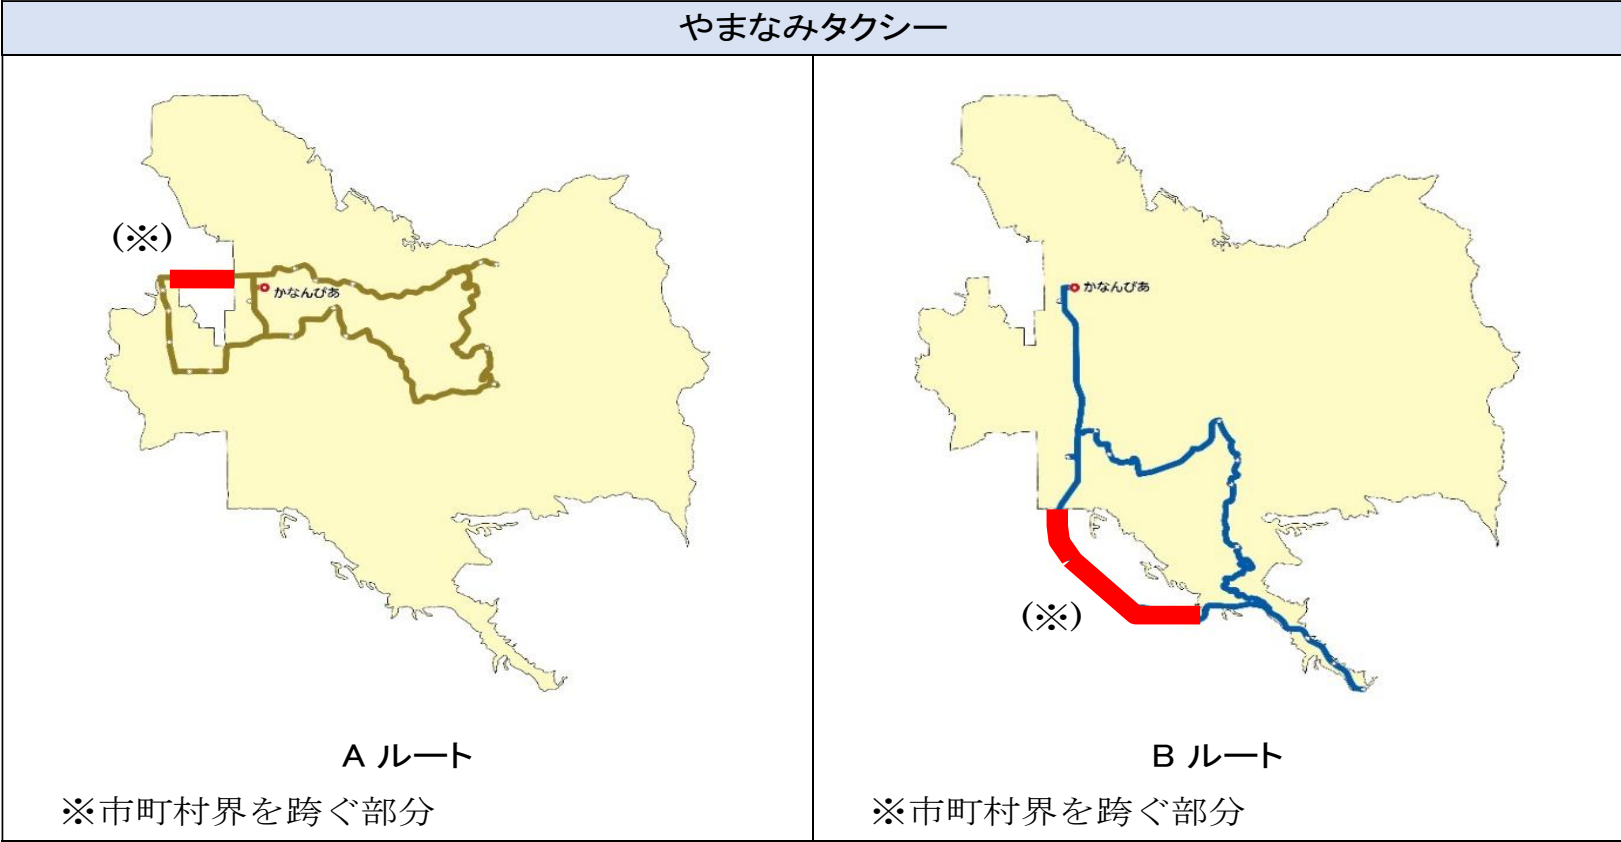 やまなみタクシー
(※)
かなんぴあ
A ルート
※市町村界を跨ぐ部分
かなんぴあ
(※)
B ルート
※市町村界を跨ぐ部分